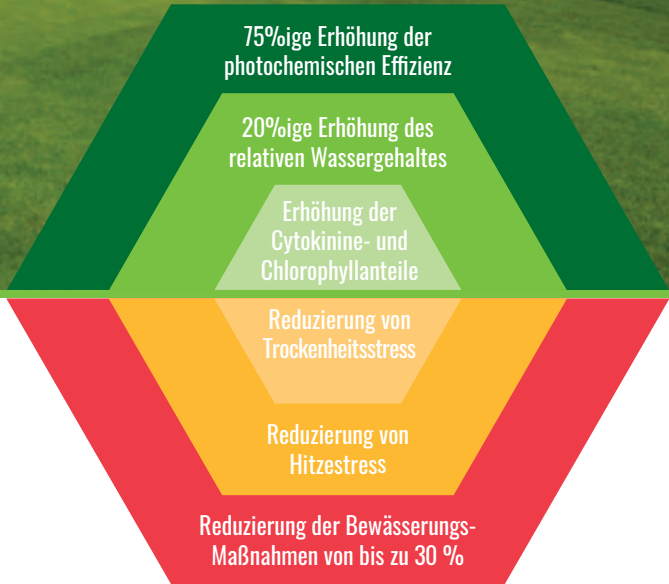 75%ige Erhöhung der
photochemischen Effizienz
20%ige Erhöhung des
relativen Wassergehaltes
Erhöhung der
Cytokinine- und
Chlorophyllanteile
Reduzierung von
Trockenheitsstress
Reduzierung von
Hitzestress
Reduzierung der Bewässerungs-
Maßnahmen von bis zu 30 %